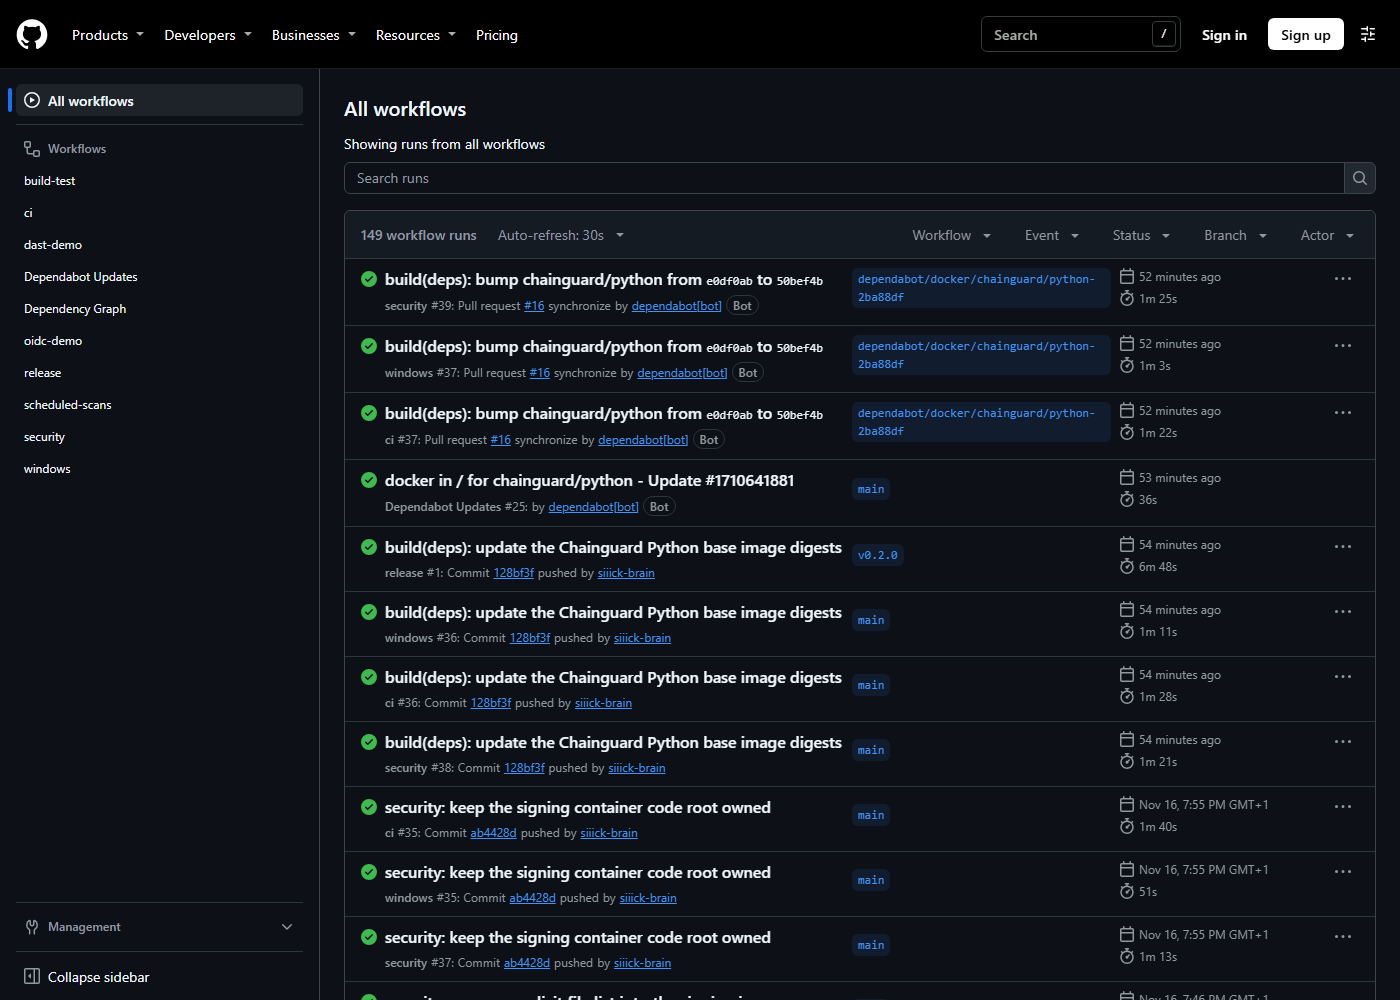 Products Developers Businesses Resources Pricing Search / Sign in Sign up
All workflows
Workflows
build-test
ci
dast-demo
Dependabot Updates
Dependency Graph
oidc-demo
release
scheduled-scans
security
windows
Management
Collapse sidebar
All workflows
Showing runs from all workflows
Search runs
149 workflow runs Auto-refresh: 30s Workflow Event Status Branch Actor
build(deps): bump chainguard/python from e0df0ab to 50bef4b
security #39: Pull request #16 synchronize by dependabot[bot] Bot
dependabot/docker/chainguard/python-
2ba88df
52 minutes ago
1m 25s
build(deps): bump chainguard/python from e0df0ab to 50bef4b
windows #37: Pull request #16 synchronize by dependabot[bot] Bot
dependabot/docker/chainguard/python-
2ba88df
52 minutes ago
1m 3s
build(deps): bump chainguard/python from e0df0ab to 50bef4b
ci #37: Pull request #16 synchronize by dependabot[bot] Bot
dependabot/docker/chainguard/python-
2ba88df
52 minutes ago
1m 22s
docker in / for chainguard/python - Update #1710641881
Dependabot Updates #25: by dependabot[bot] Bot
main
53 minutes ago
36s
build(deps): update the Chainguard Python base image digests
release #1: Commit 128bf3f pushed by siiick-brain
v0.2.0
54 minutes ago
6m 48s
build(deps): update the Chainguard Python base image digests
windows #36: Commit 128bf3f pushed by siiick-brain
main
54 minutes ago
1m 11s
build(deps): update the Chainguard Python base image digests
ci #36: Commit 128bf3f pushed by siiick-brain
main
54 minutes ago
1m 28s
build(deps): update the Chainguard Python base image digests
security #38: Commit 128bf3f pushed by siiick-brain
main
54 minutes ago
1m 21s
security: keep the signing container code root owned
ci #35: Commit ab4428d pushed by siiick-brain
main
Nov 16, 7:55 PM GMT+1
1m 40s
security: keep the signing container code root owned
windows #35: Commit ab4428d pushed by siiick-brain
main
Nov 16, 7:55 PM GMT+1
51s
security: keep the signing container code root owned
security #37: Commit ab4428d pushed by siiick-brain
main
Nov 16, 7:55 PM GMT+1
1m 13s
Nov 16, 7:46 PM GMT+1